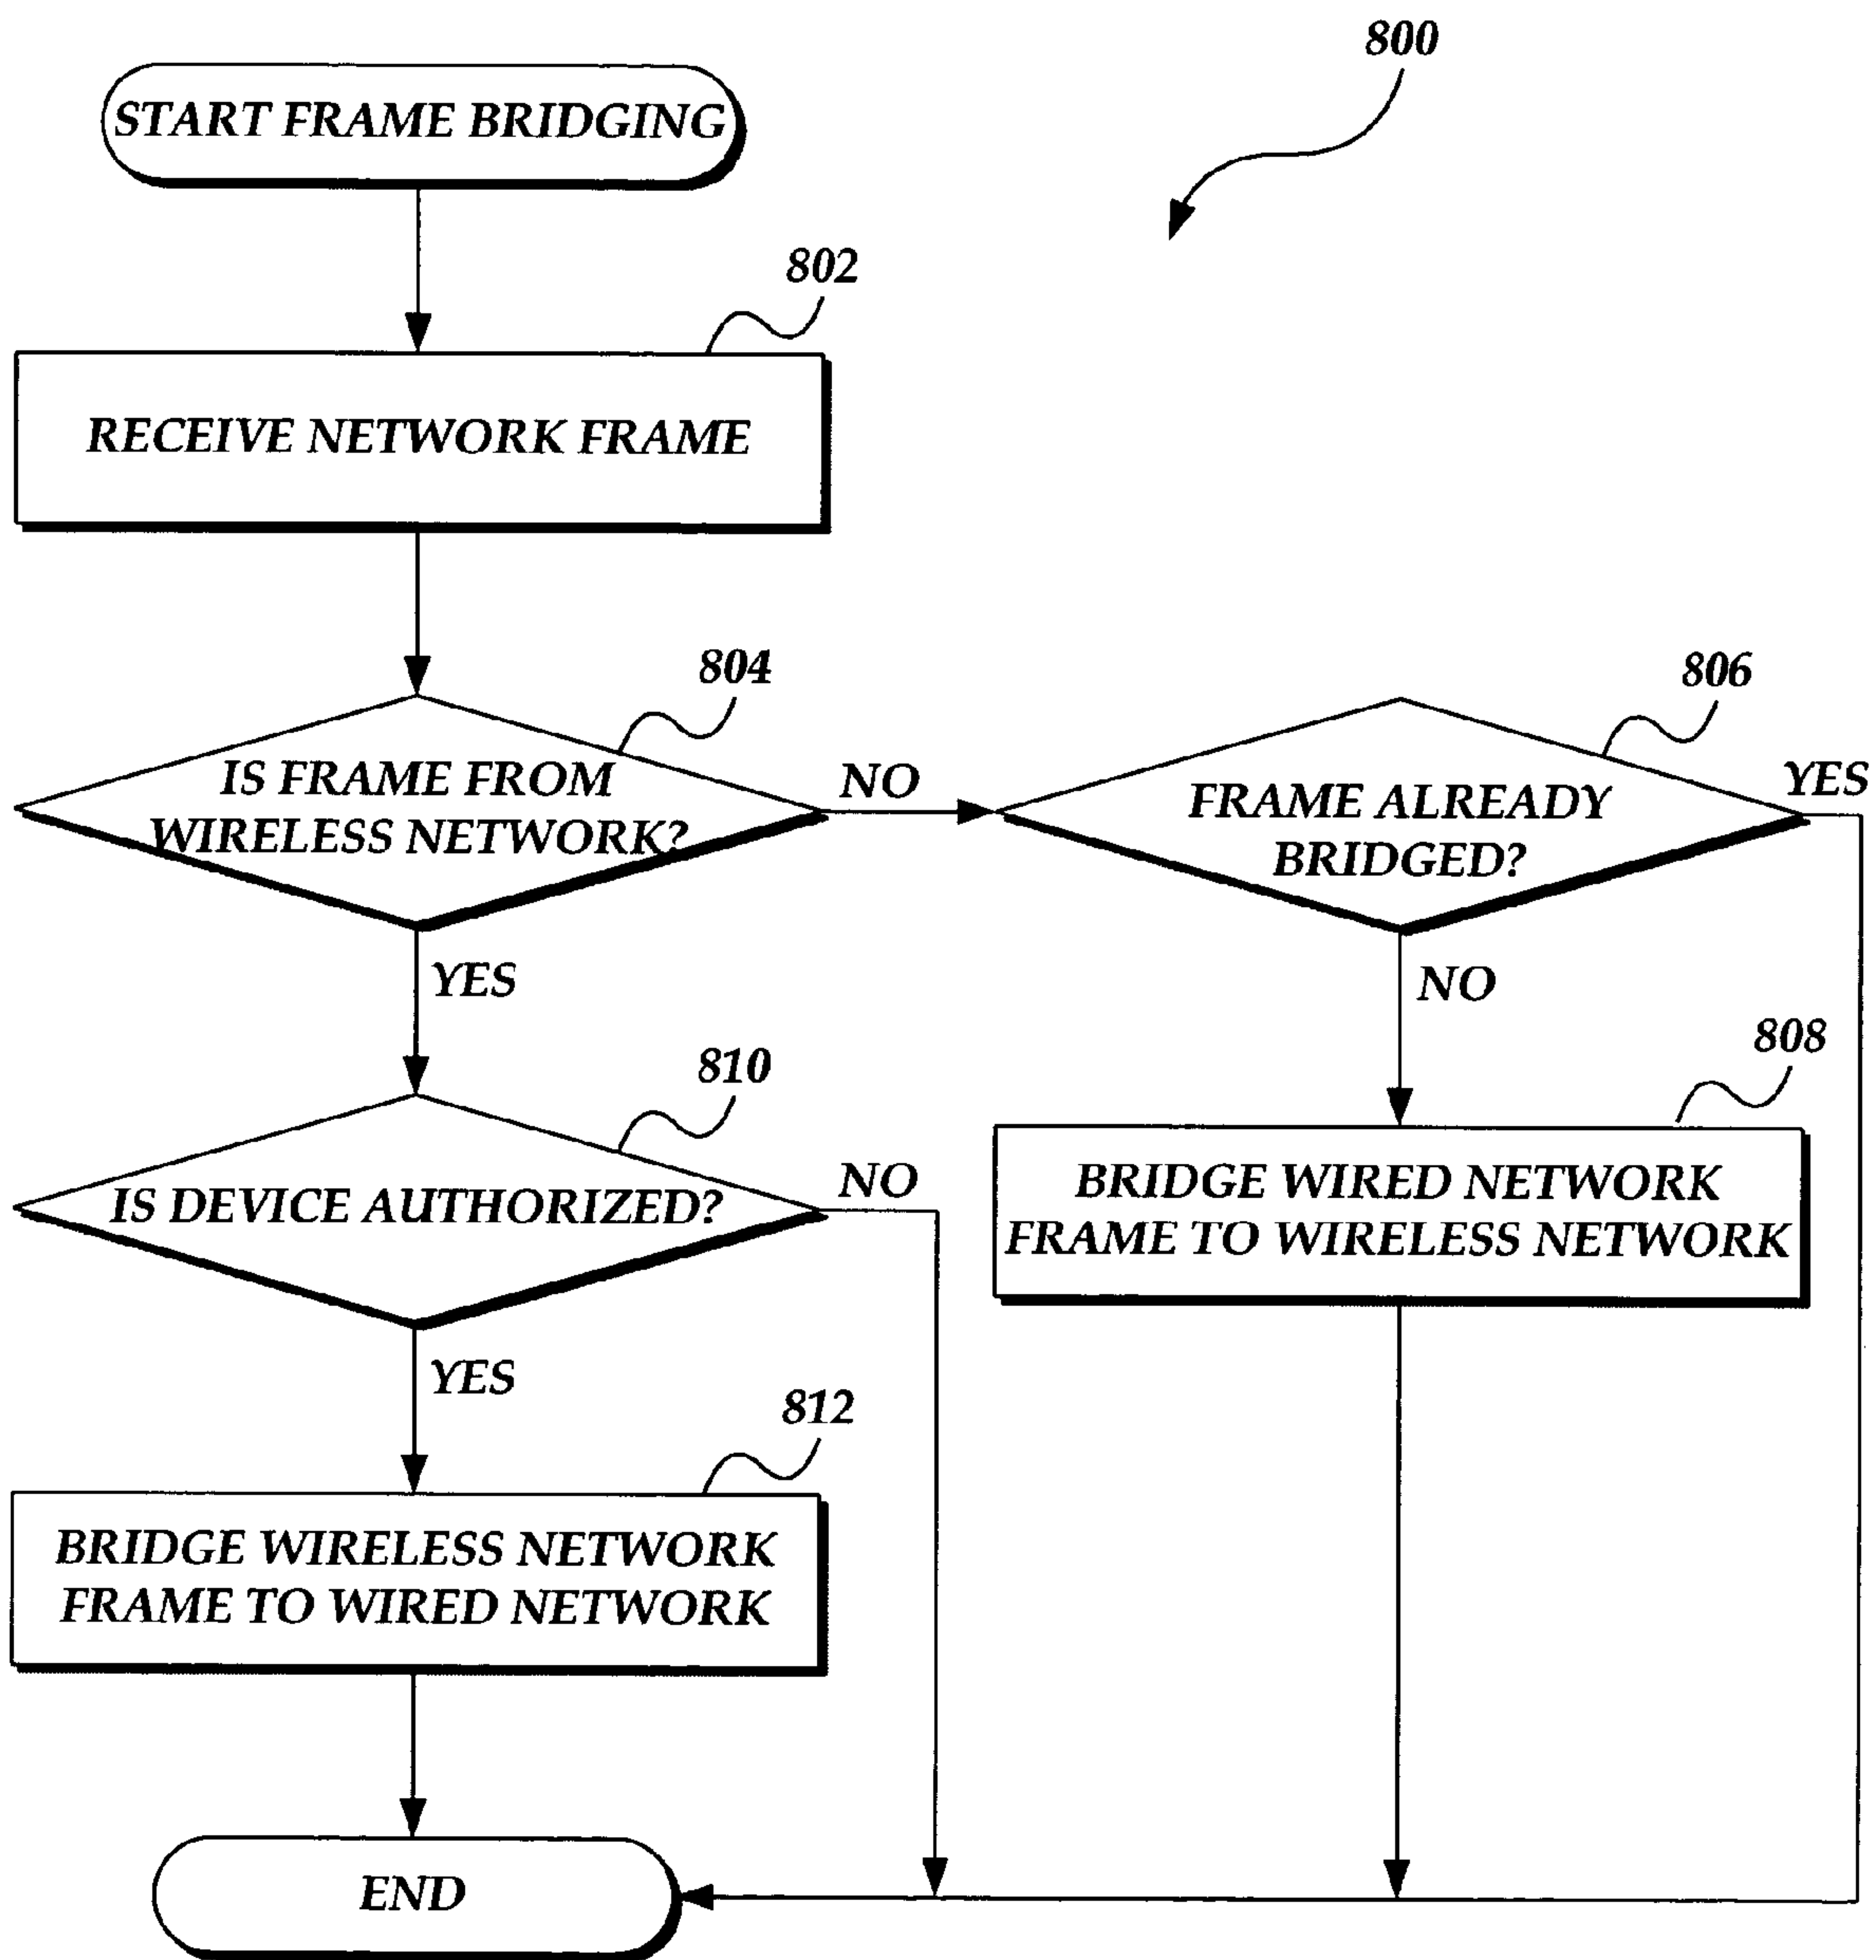 800
START FRAME BRIDGING
802
RECEIVE NETWORK FRAME
804
IS FRAME FROM
WIRELESS NETWORK?
NO
806
FRAME ALREADY
BRIDGED?
YES
YES
NO
808
BRIDGE WIRED NETWORK
FRAME TO WIRELESS NETWORK
810
IS DEVICE AUTHORIZED?
NO
YES
812
BRIDGE WIRELESS NETWORK
FRAME TO WIRED NETWORK
END